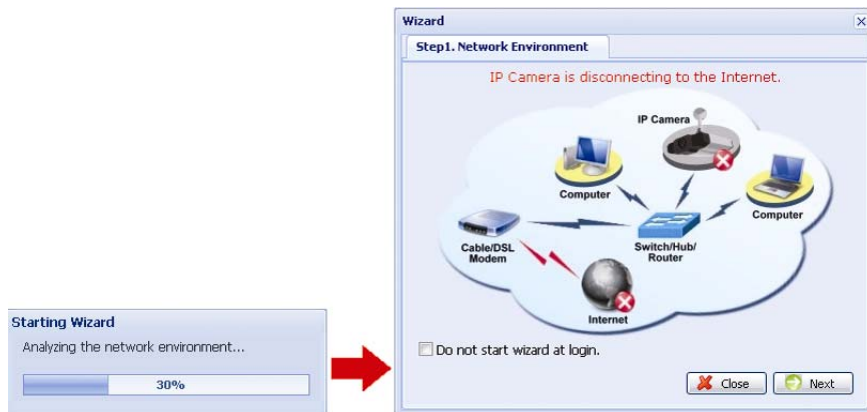 Starting Wizard
Analyzing the network environment...
30%
Wizard
Step1. Network Environment
IP Camera is disconnecting to the Internet.
IP Camera
Computer
Computer
Cable/DSL
Modem
Switch/Hub/
Router
Internet
Do not start wizard at login.
Close
Next